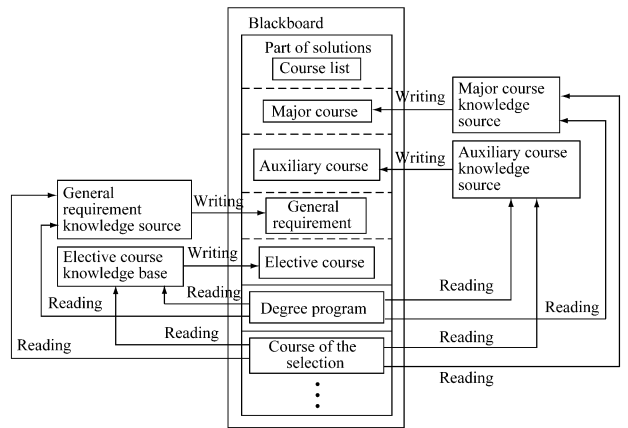 Blackboard
Part of solutions
Course list
Major course
Writing
Major course
knowledge
source
Auxiliary course
Writing
Auxiliary course
knowledge
source
General
requirement
knowledge source
Writing
General
requirement
Elective course
knowledge base
Writing
Elective course
Reading
Reading
Degree program
Reading
Reading
Reading
Reading
Course of the
selection
Reading
Reading